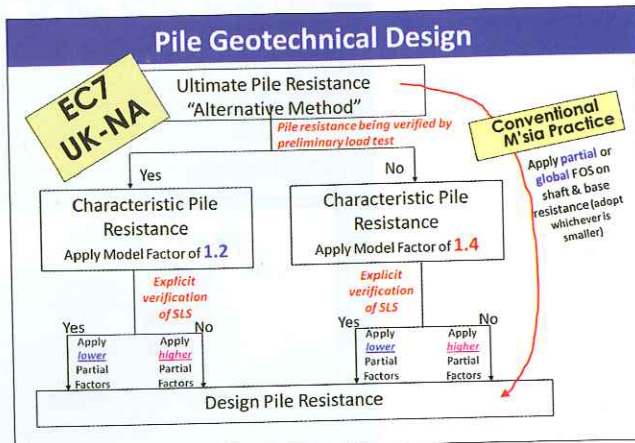 Pile Geotechnical Design
EC7
UK-NA
Ultimate Pile Resistance
"Alternative Method"
Pile resistance being verified by
preliminary load test
Conventional
M'sia Practice
Apply partial or
global FOS on
shaft & base
resistance (adopt
whichever is
smaller)
Yes
No
Characteristic Pile
Resistance
Apply Model Factor of 1.2
Characteristic Pile
Resistance
Apply Model Factor of 1.4
Explicit
verification
of SLS
Explicit
verification
of SLS
Yes
No
Yes
No
Apply
lower
Partial
Factors
Apply
higher
Partial
Factors
Apply
lower
Partial
Factors
Apply
higher
Partial
Factors
Design Pile Resistance